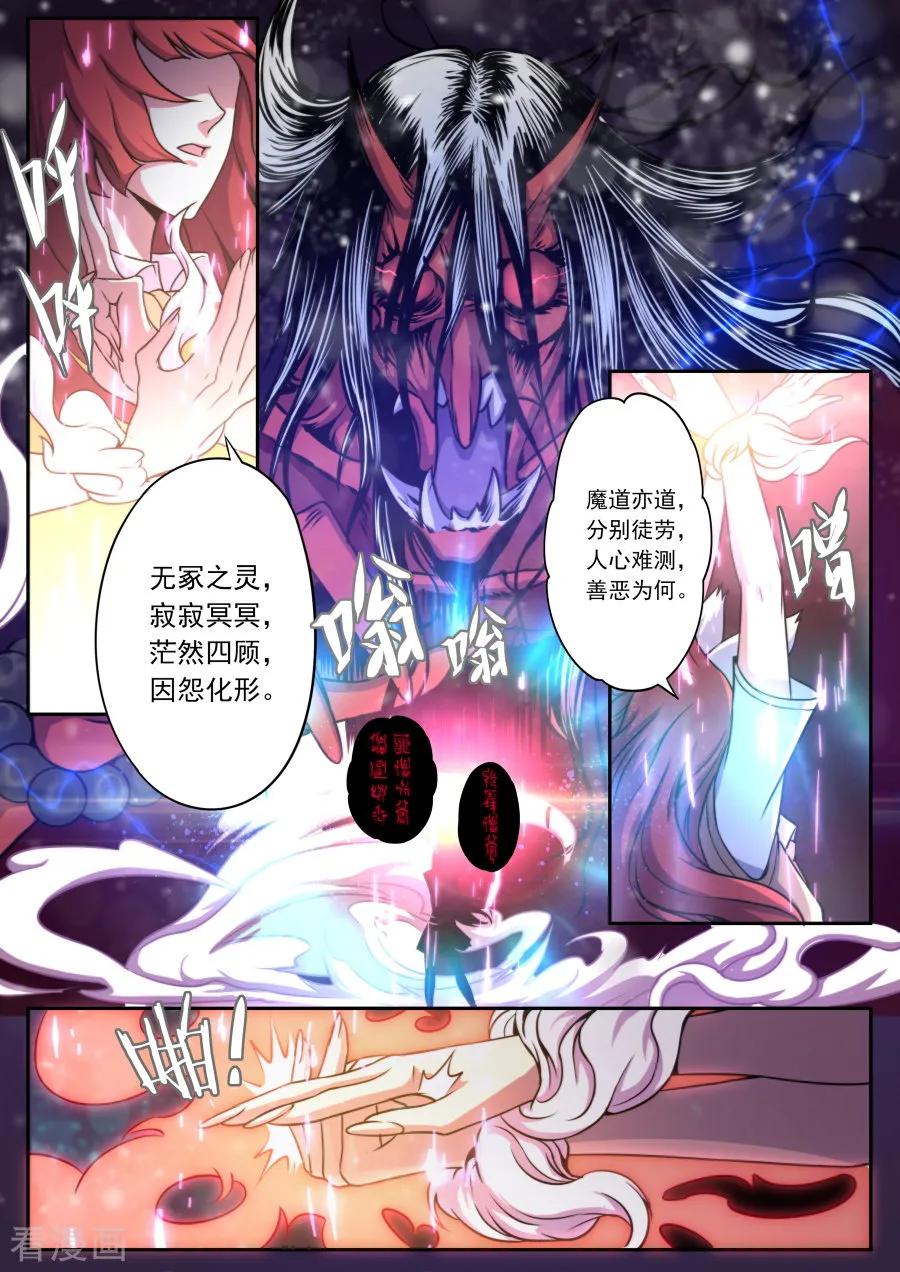 呼
呼
无冢之灵，
寂寂冥冥，
茫然四顾，
因怨化形。
嗡
嗡
魔道亦道，
分别徒劳，
人心难测，
善恶为何。
噌
啪！
看漫画